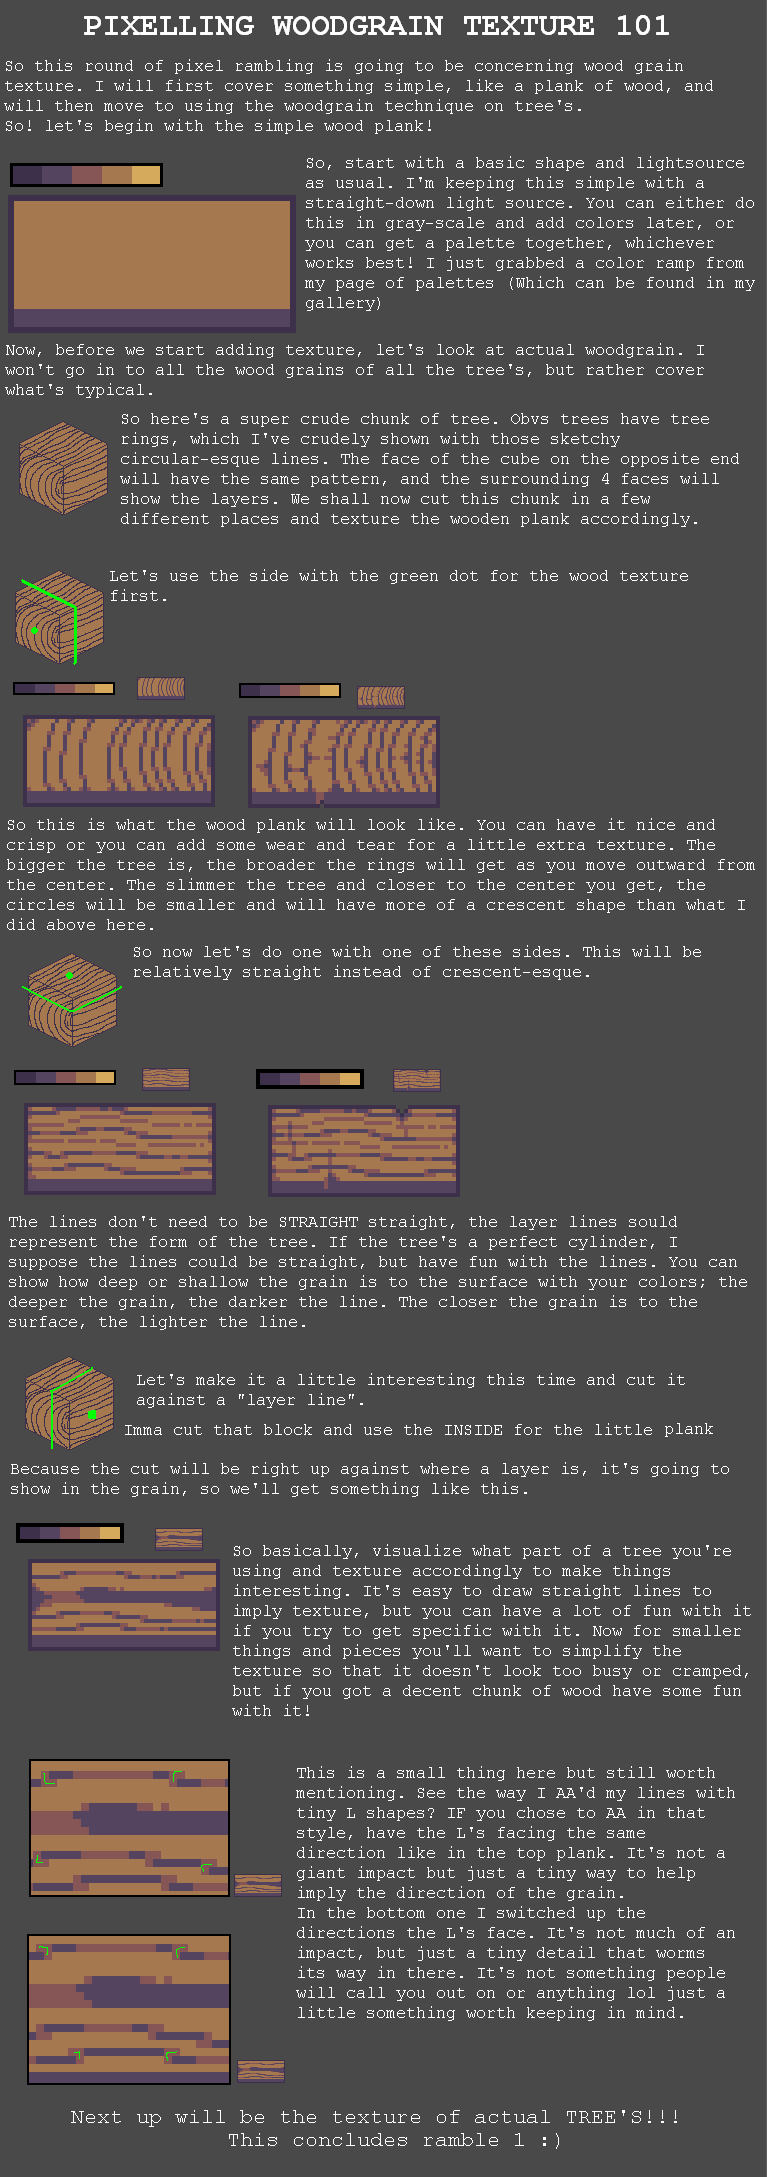 PIXELLING WOODGRAIN TEXTURE 101
So this round of pixel rambling is going to be concerning wood grain
texture. I will first cover something simple, like a plank of wood, and
will then move to using the woodgrain technique on tree's.
So! let's begin with the simple wood plank!
So, start with a basic shape and lightsource
as usual. I'm keeping this simple with a
straight-down light source. You can either do
this in gray-scale and add colors later, or
you can get a palette together, whichever
works best! I just grabbed a color ramp from
my page of palettes (Which can be found in my
gallery)
Now, before we start adding texture, let's look at actual woodgrain. I
won't go in to all the wood grains of all the tree's, but rather cover
what's typical.
So here's a super crude chunk of tree. Obvs trees have tree
rings, which I've crudely shown with those sketchy
circular-esque lines. The face of the cube on the opposite end
will have the same pattern, and the surrounding 4 faces will
show the layers. We shall now cut this chunk in a few
different places and texture the wooden plank accordingly.
Let's use the side with the green dot for the wood texture
first.
So this is what the wood plank will look like. You can have it nice and
crisp or you can add some wear and tear for a little extra texture. The
bigger the tree is, the broader the rings will get as you move outward from
the center. The slimmer the tree and closer to the center you get, the
circles will be smaller and will have more of a crescent shape than what I
did above here.
So now let's do one with one of these sides. This will be
relatively straight instead of crescent-esque.
The lines don't need to be STRAIGHT straight, the layer lines sould
represent the form of the tree. If the tree's a perfect cylinder, I
suppose the lines could be straight, but have fun with the lines. You can
show how deep or shallow the grain is to the surface with your colors; the
deeper the grain, the darker the line. The closer the grain is to the
surface, the lighter the line.
Let's make it a little interesting this time and cut it
against a "layer line".
Imma cut that block and use the INSIDE for the little plank
Because the cut will be right up against where a layer is, it's going to
show in the grain, so we'll get something like this.
So basically, visualize what part of a tree you're
using and texture accordingly to make things
interesting. It's easy to draw straight lines to
imply texture, but you can have a lot of fun with it
if you try to get specific with it. Now for smaller
things and pieces you'll want to simplify the
texture so that it doesn't look too busy or cramped,
but if you got a decent chunk of wood have some fun
with it!
This is a small thing here but still worth
mentioning. See the way I AA'd my lines with
tiny L shapes? IF you chose to AA in that
style, have the L's facing the same
direction like in the top plank. It's not a
giant impact but just a tiny way to help
imply the direction of the grain.
In the bottom one I switched up the
directions the L's face. It's not much of an
impact, but just a tiny detail that worms
its way in there. It's not something people
will call you out on or anything lol just a
little something worth keeping in mind.
Next up will be the texture of actual TREE'S!!!
This concludes ramble 1 :)